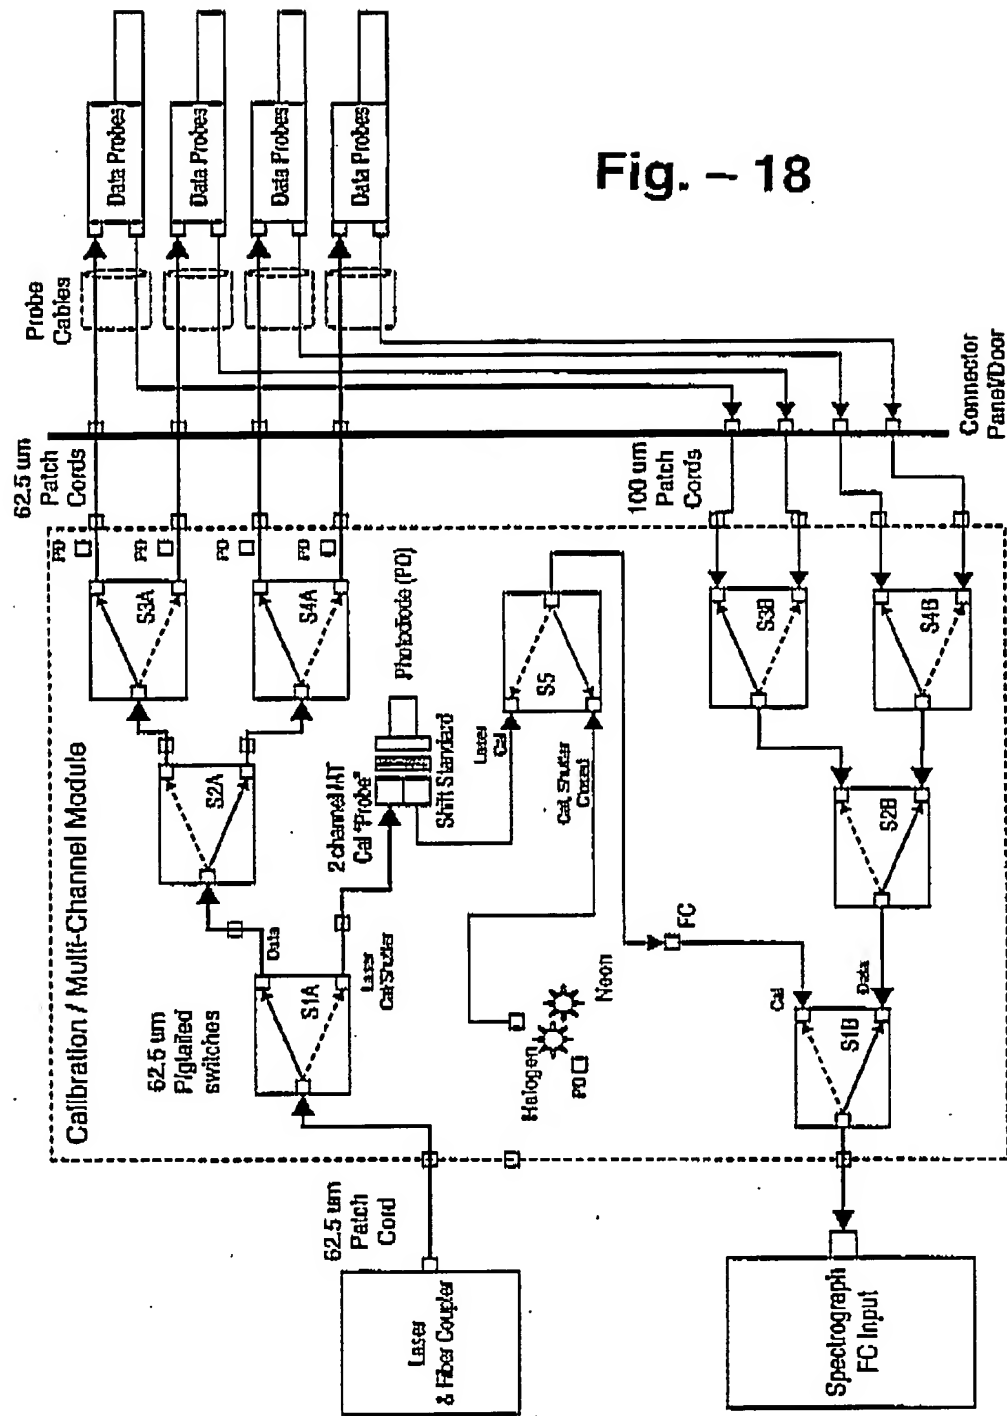 Fig. – 18
Calibration / Multi-Channel Module
Laser
& Fiber Coupler
62.5 um
Patch
Cord
Spectrograph
FC Input
62.5 um
Pigtailed
switches
S1A
Data
Laser
Cal Shutter
S2A
S3A
S4A
PD
PD
PD
PD
2 channel
Cal "Probe"
Shift Standard
Photodiode (PD)
Laser
Cal
S5
Cal, Shutter
Closed
Halogen
Neon
PD
FC
Cal
Data
S1B
S2B
S3B
S4B
62.5 um
Patch
Cords
100 um
Patch
Cords
Connector
Panel/Door
Probe
Cables
Data Probes
Data Probes
Data Probes
Data Probes